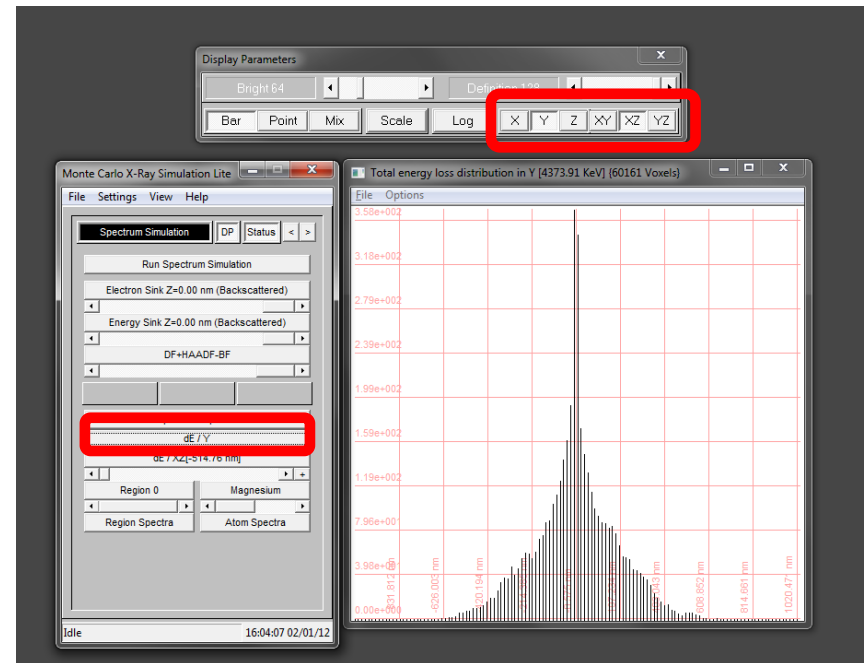 Display Parameters
Bright 64
Bar Point Mix Scale Log X Y Z XY XZ YZ
Monte Carlo X-Ray Simulation Lite
File Settings View Help
Spectrum Simulation DP Status < >
Run Spectrum Simulation
Electron Sink Z=0.00 nm (Backscattered)
Energy Sink Z=0.00 nm (Backscattered)
DF+HAADF-BF
dE / Y
dE / XZ[-514.76 nm]
+
Region 0 Magnesium
Region Spectra Atom Spectra
Idle 16:04:07 02/01/12
Total energy loss distribution in Y [4373.91 KeV] {60161 Voxels}
File Options
3.58e+002
3.18e+002
2.79e+002
2.39e+002
1.99e+002
1.59e+002
1.19e+002
7.96e+001
3.98e+00
0.00e+000
-831.812 nm
-626.003 nm
608.852 nm
814.661 nm
1020.471 nm